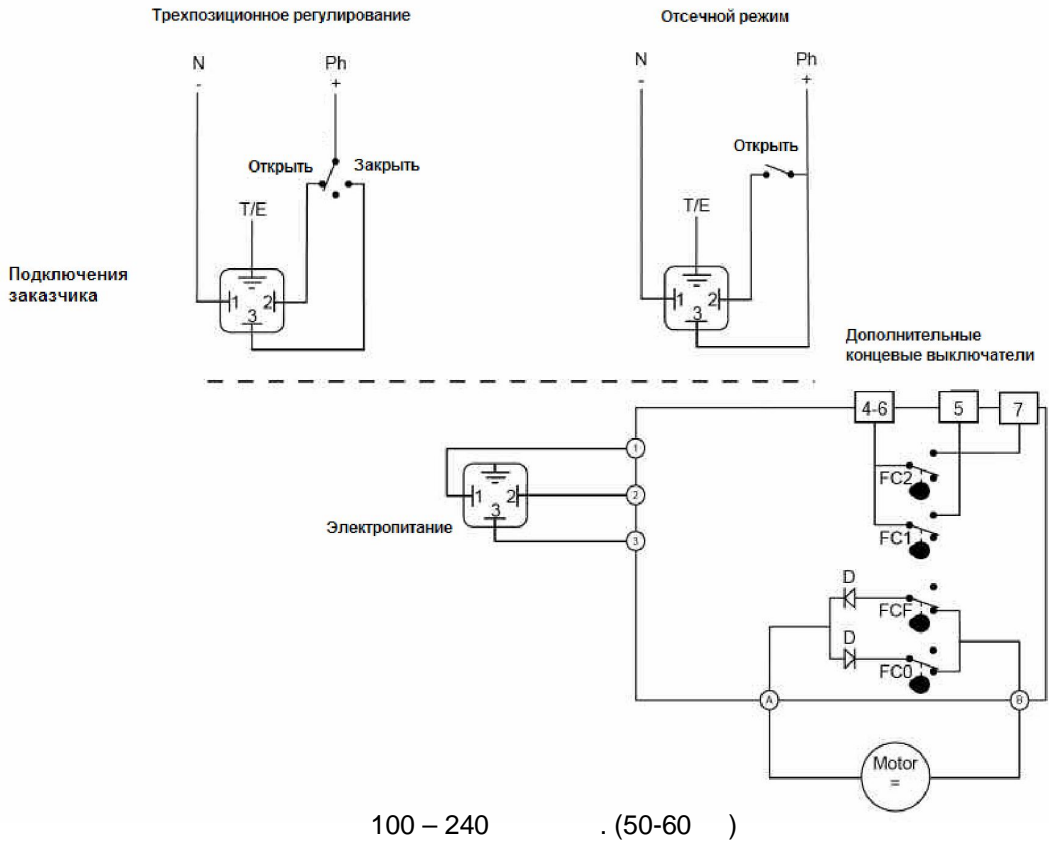 Трехпозиционное регулирование
Отсечной режим
N
Ph
-
+
Открыть
Закрыть
T/E
1
2
3
N
Ph
-
+
Открыть
T/E
1
2
3
Подключения
заказчика
Дополнительные
концевые выключатели
4-6
5
7
1
2
3
1
2
3
Электропитание
FC2
FC1
D
FCF
D
FC0
A
B
Motor
=
100 – 240 . (50-60 )